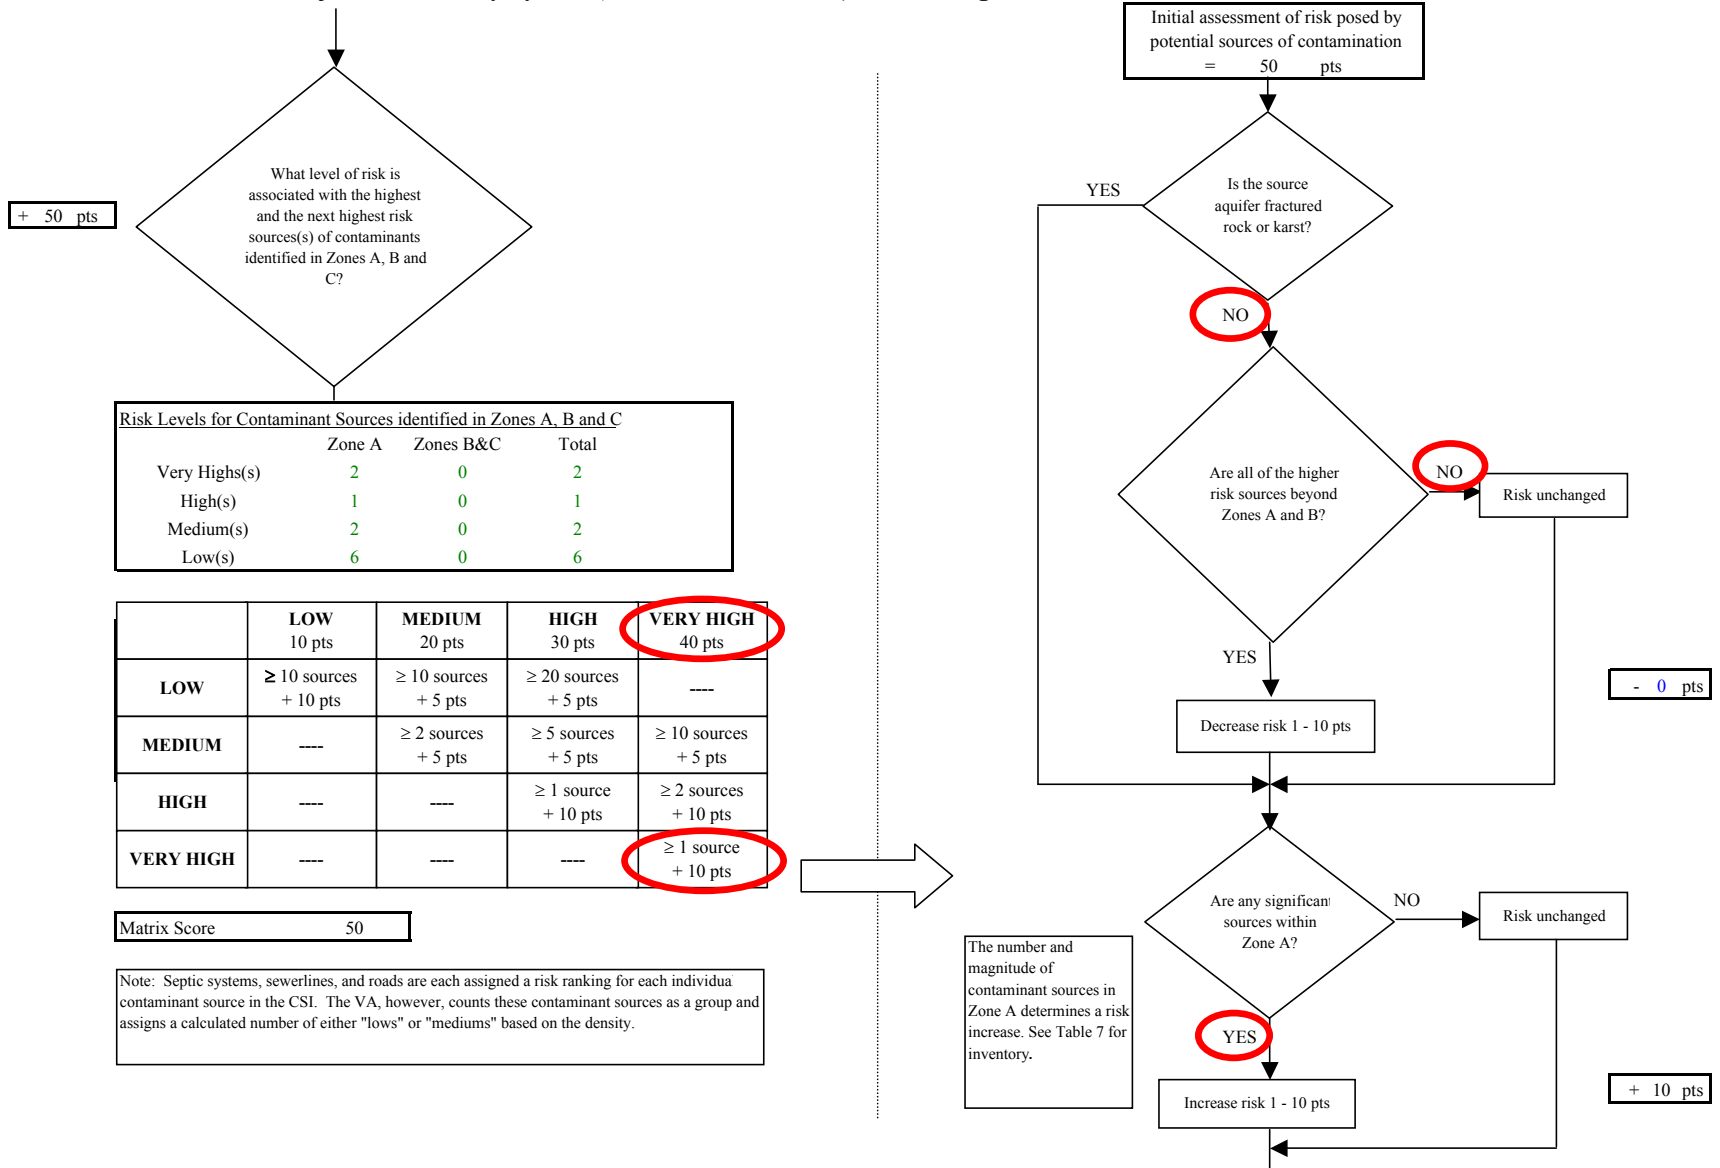 + 50 pts
What level of risk is
associated with the highest
and the next highest risk
sources(s) of contaminants
identified in Zones A, B and
C?
Risk Levels for Contaminant Sources identified in Zones A, B and C
Zone A Zones B&C Total
Very Highs(s) 2 0 2
High(s) 1 0 1
Medium(s) 2 0 2
Low(s) 6 0 6
LOW MEDIUM HIGH VERY HIGH
10 pts 20 pts 30 pts 40 pts
LOW ≥ 10 sources ≥ 10 sources ≥ 20 sources ----
+ 10 pts + 5 pts + 5 pts
MEDIUM ---- ≥ 2 sources ≥ 5 sources ≥ 10 sources
+ 5 pts + 5 pts + 5 pts
HIGH ---- ---- ≥ 1 source ≥ 2 sources
+ 10 pts + 10 pts
VERY HIGH ---- ---- ---- ≥ 1 source
+ 10 pts
Matrix Score 50
Note: Septic systems, sewerlines, and roads are each assigned a risk ranking for each individua
contaminant source in the CSI. The VA, however, counts these contaminant sources as a group and
assigns a calculated number of either "lows" or "mediums" based on the density.
Initial assessment of risk posed by
potential sources of contamination
= 50 pts
Is the source
aquifer fractured
rock or karst?
YES
NO
Are all of the higher
risk sources beyond
Zones A and B?
NO
Risk unchanged
YES
Decrease risk 1 - 10 pts
- 0 pts
Are any significant
sources within
Zone A?
NO
Risk unchanged
The number and
magnitude of
contaminant sources in
Zone A determines a risk
increase. See Table 7 for
inventory.
YES
Increase risk 1 - 10 pts
+ 10 pts